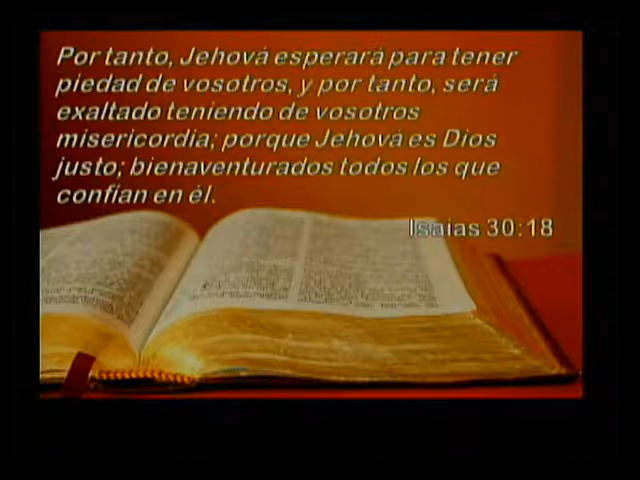 Por tanto, Jehová esperará para tener
piedad de vosotros, y por tanto, será
exaltado teniendo de vosotros
misericordia; porque Jehová es Dios
justo; bienaventurados todos los que
confían en él.
Isaías 30:18